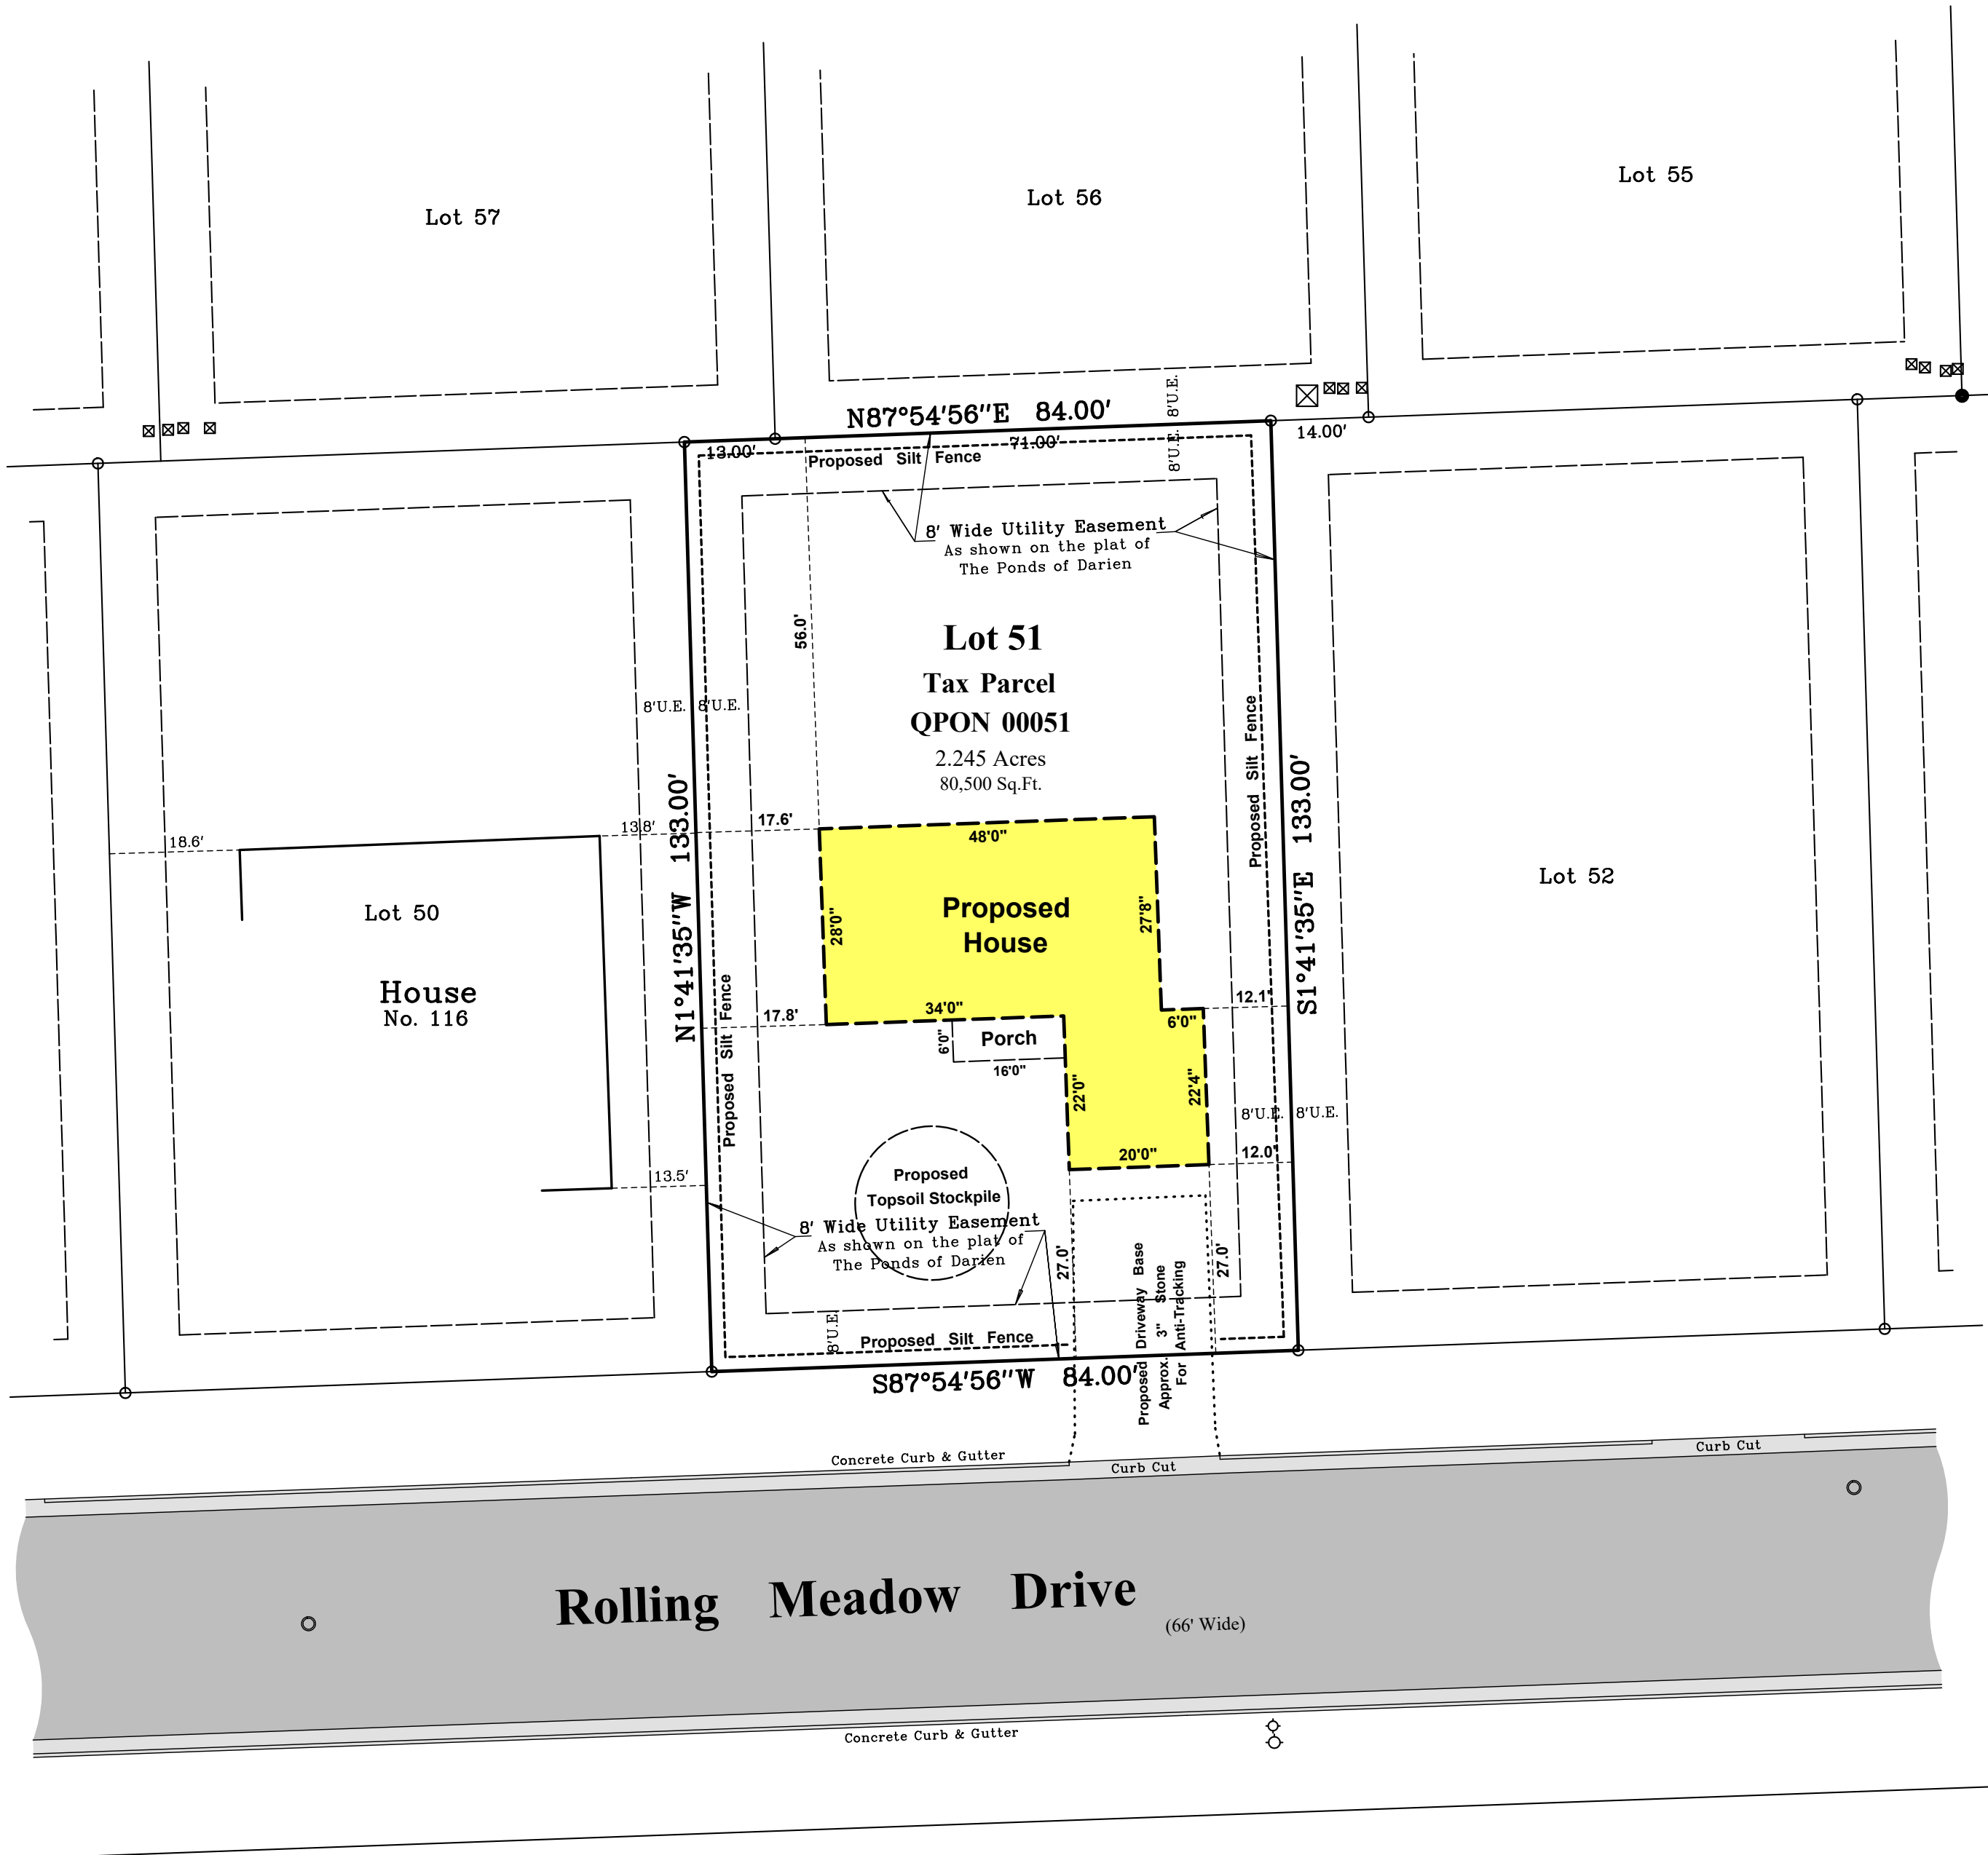 Lot 57
Lot 56
Lot 55
8'U.E.
8'U.E.
N87°54'56"E 84.00'
13.00'
71.00'
14.00'
Proposed Silt Fence
8' Wide Utility Easement
As shown on the plat of
The Ponds of Darien
56.0'
Lot 51
Tax Parcel
QPON 00051
2.245 Acres
80,500 Sq.Ft.
8'U.E.
8'U.E.
Proposed Silt Fence
N1°41'35"W 133.00'
S1°41'35"E 133.00'
18.6'
13.8'
17.6'
48'0"
Lot 50
House
No. 116
28'0"
Proposed
House
27'8"
Lot 52
Proposed Silt Fence
17.8'
34'0"
12.1'
6'0"
6'0"
Porch
16'0"
22'0"
22'4"
8'U.E.
8'U.E.
20'0"
12.0'
13.5'
Proposed
Topsoil Stockpile
8' Wide Utility Easement
As shown on the plat of
The Ponds of Darien
27.0'
27.0'
Proposed Driveway Base
Approx. 3" Stone
For Anti-Tracking
8'U.E.
Proposed Silt Fence
S87°54'56"W 84.00'
Concrete Curb & Gutter
Curb Cut
Curb Cut
Rolling Meadow Drive
(66' Wide)
Concrete Curb & Gutter